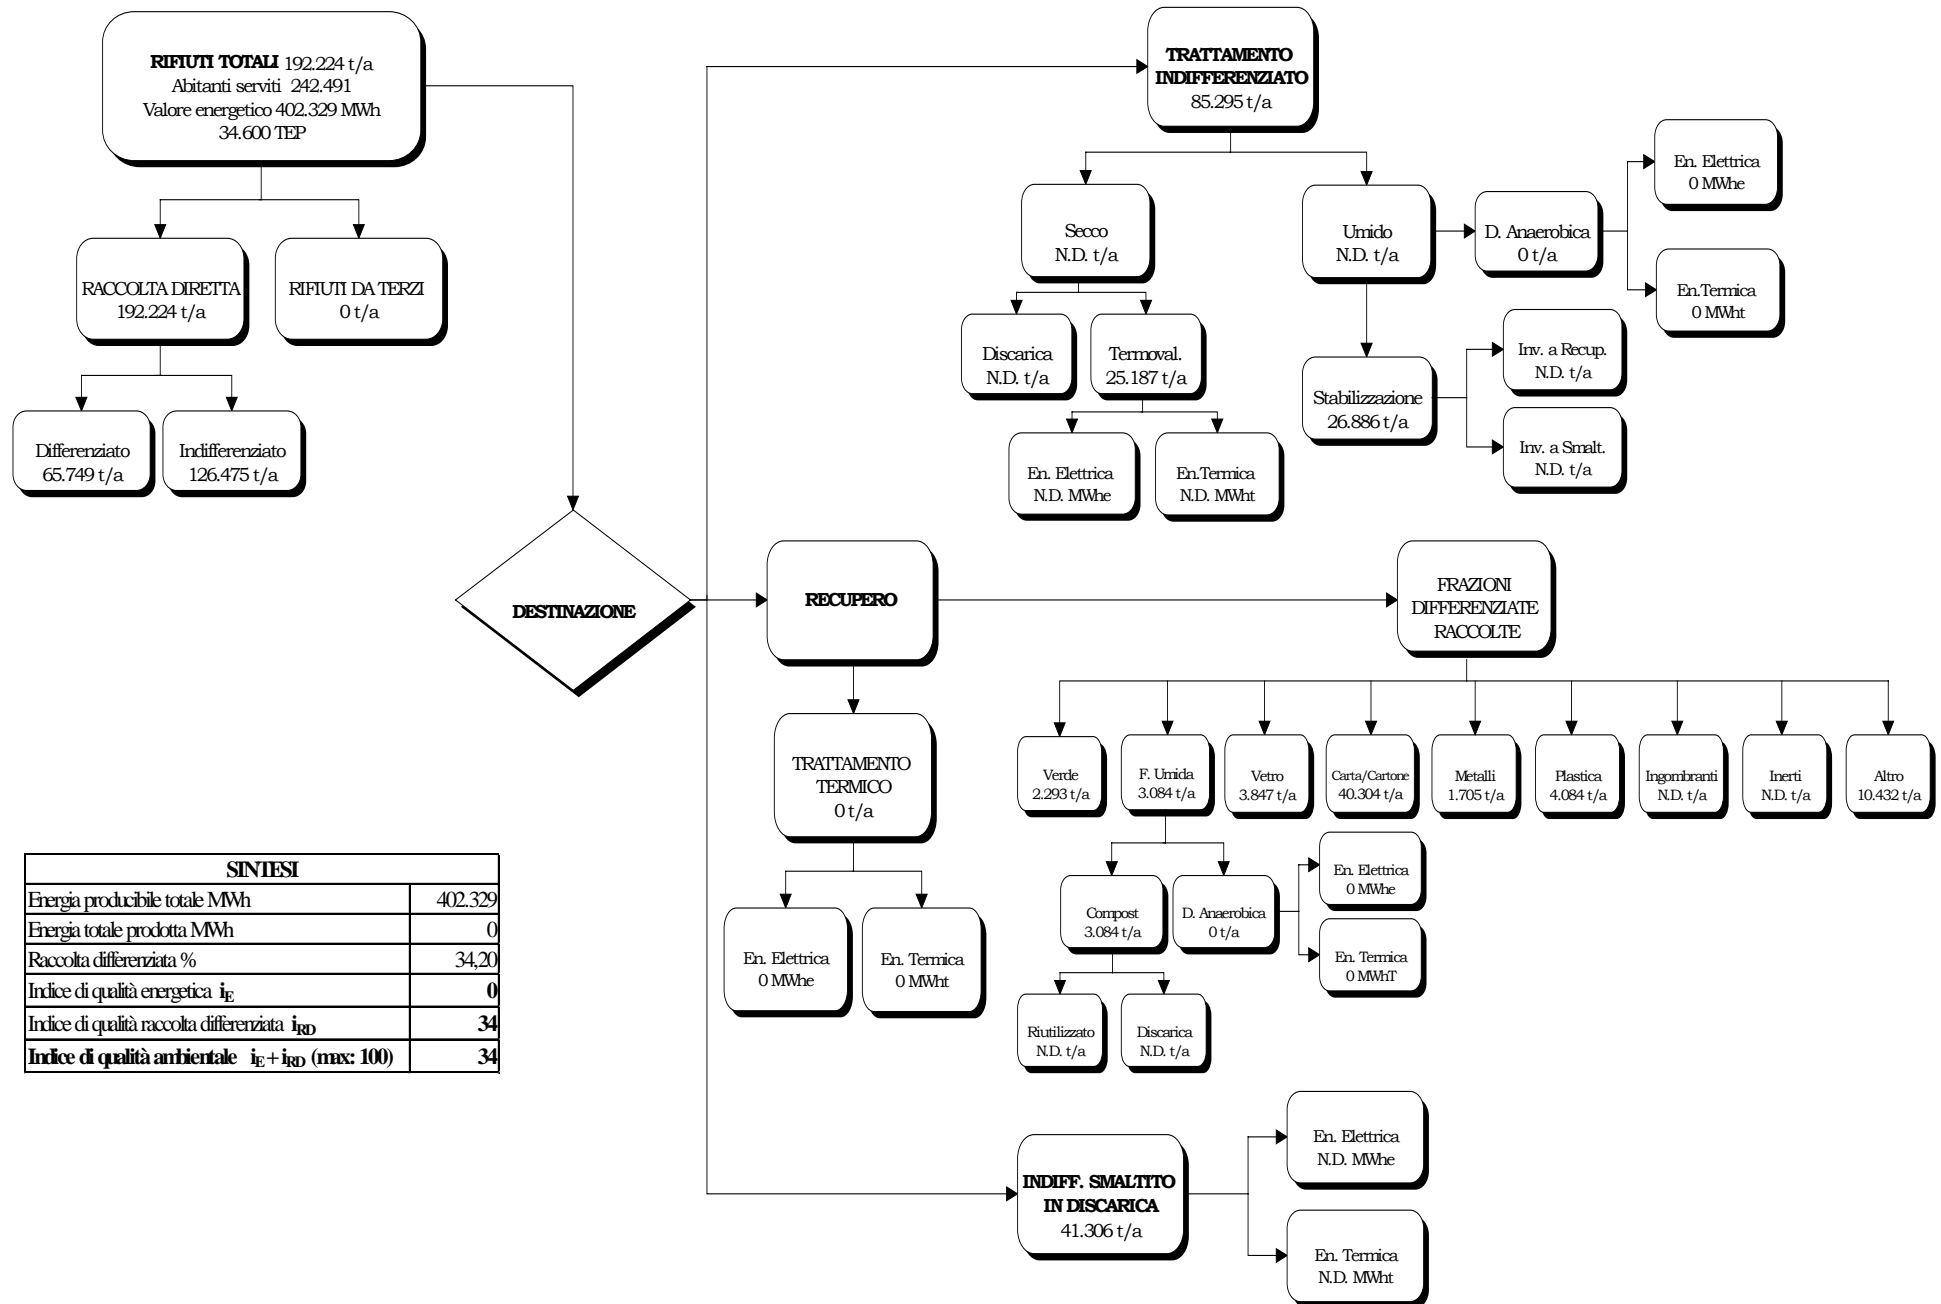 RIFIUTI TOTALI 192.224 t/a
Abitanti serviti 242.491
Valore energetico 402.329 MWh
34.600 TEP
RACCOLTA DIRETTA
192.224 t/a
RIFIUTI DA TERZI
0 t/a
Differenziato
65.749 t/a
Indifferenziato
126.475 t/a
DESTINAZIONE
TRATTAMENTO
INDIFFERENZIATO
85.295 t/a
Secco
N.D. t/a
Umido
N.D. t/a
D. Anaerobica
0 t/a
En. Elettrica
0 MWhe
En.Termica
0 MWht
Discarica
N.D. t/a
Termoval.
25.187 t/a
En. Elettrica
N.D. MWhe
En.Termica
N.D. MWht
Stabilizzazione
26.886 t/a
Inv. a Recup.
N.D. t/a
Inv. a Smalt.
N.D. t/a
RECUPERO
FRAZIONI
DIFFERENZIATE
RACCOLTE
TRATTAMENTO
TERMICO
0 t/a
En. Elettrica
0 MWhe
En. Termica
0 MWht
Verde
2.293 t/a
F. Umida
3.084 t/a
Vetro
3.847 t/a
Carta/Cartone
40.304 t/a
Metalli
1.705 t/a
Plastica
4.084 t/a
Ingombranti
N.D. t/a
Inerti
N.D. t/a
Altro
10.432 t/a
Compost
3.084 t/a
D. Anaerobica
0 t/a
En. Elettrica
0 MWhe
En. Termica
0 MWhT
Riutilizzato
N.D. t/a
Discarica
N.D. t/a
INDIFF. SMALTITO
IN DISCARICA
41.306 t/a
En. Elettrica
N.D. MWhe
En. Termica
N.D. MWht
SINTESI
Energia producibile totale MWh 402.329
Energia totale prodotta MWh 0
Raccolta differenziata % 34,20
Indice di qualità energetica iE 0
Indice di qualità raccolta differenziata iRD 34
Indice di qualità ambientale iE + iRD (max: 100) 34